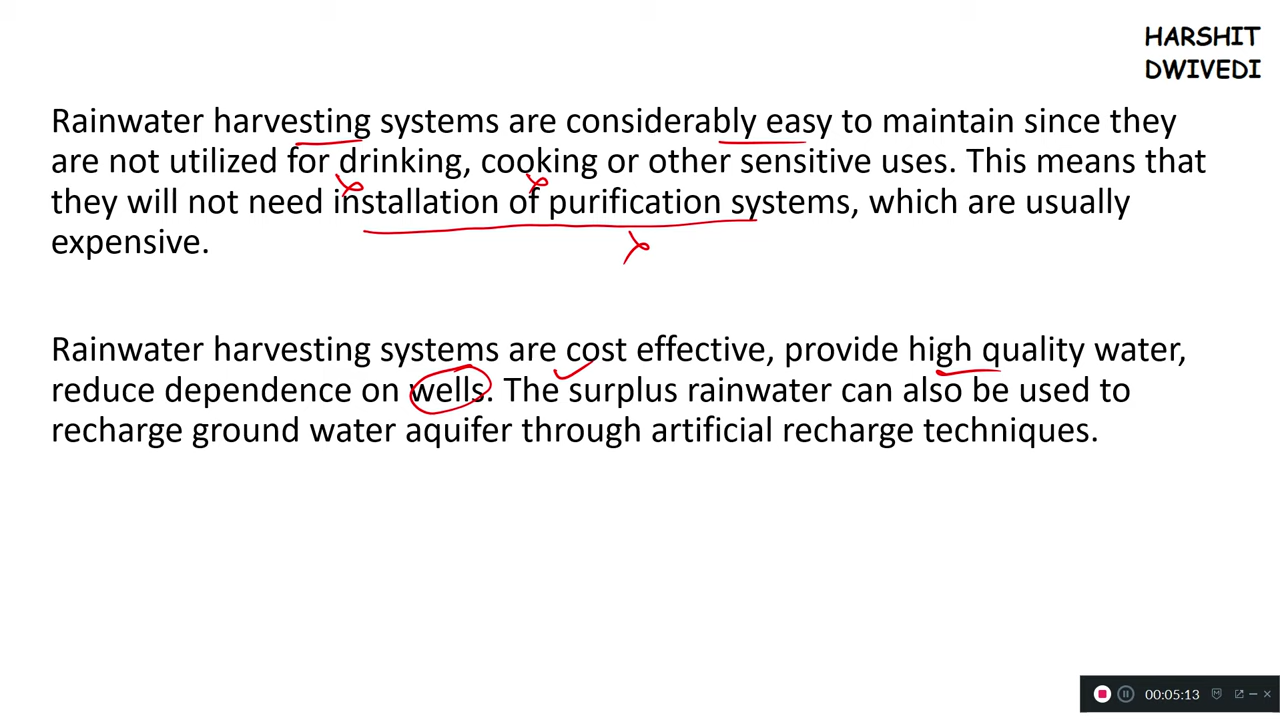 HARSHIT
DWIVEDI
Rainwater harvesting systems are considerably easy to maintain since they
are not utilized for drinking, cooking or other sensitive uses. This means that
they will not need installation of purification systems, which are usually
expensive.
Rainwater harvesting systems are cost effective, provide high quality water,
reduce dependence on wells. The surplus rainwater can also be used to
recharge ground water aquifer through artificial recharge techniques.
00:05:13